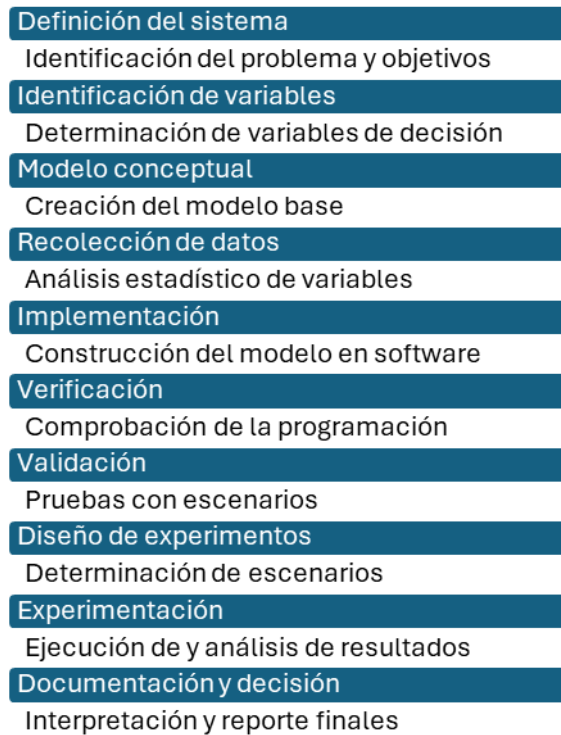 Definición del sistema
Identificación del problema y objetivos
Identificación de variables
Determinación de variables de decisión
Modelo conceptual
Creación del modelo base
Recolección de datos
Análisis estadístico de variables
Implementación
Construcción del modelo en software
Verificación
Comprobación de la programación
Validación
Pruebas con escenarios
Diseño de experimentos
Determinación de escenarios
Experimentación
Ejecución de y análisis de resultados
Documentación y decisión
Interpretación y reporte finales